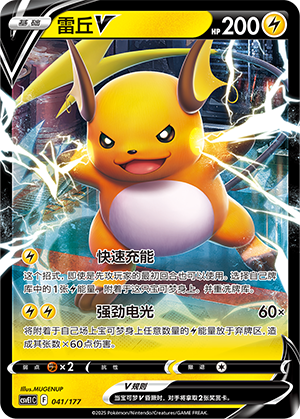 基础
雷丘V
HP 200
快速充能
这个招式，即使是先攻玩家的最初回合也可以使用。选择自己牌
库中的1张能量，附着于这只宝可梦身上。并重洗牌库。
强劲电光 60×
将附着于自己场上宝可梦身上任意数量的能量放于弃牌区，造
成其张数×60点伤害。
弱点 ×2 抵抗力 撤退
V规则
当宝可梦V昏厥时，对手将拿取2张奖赏卡。
Illus.MUGENUP
F
041/177
©2025 Pokémon/Nintendo/Creatures/GAME FREAK